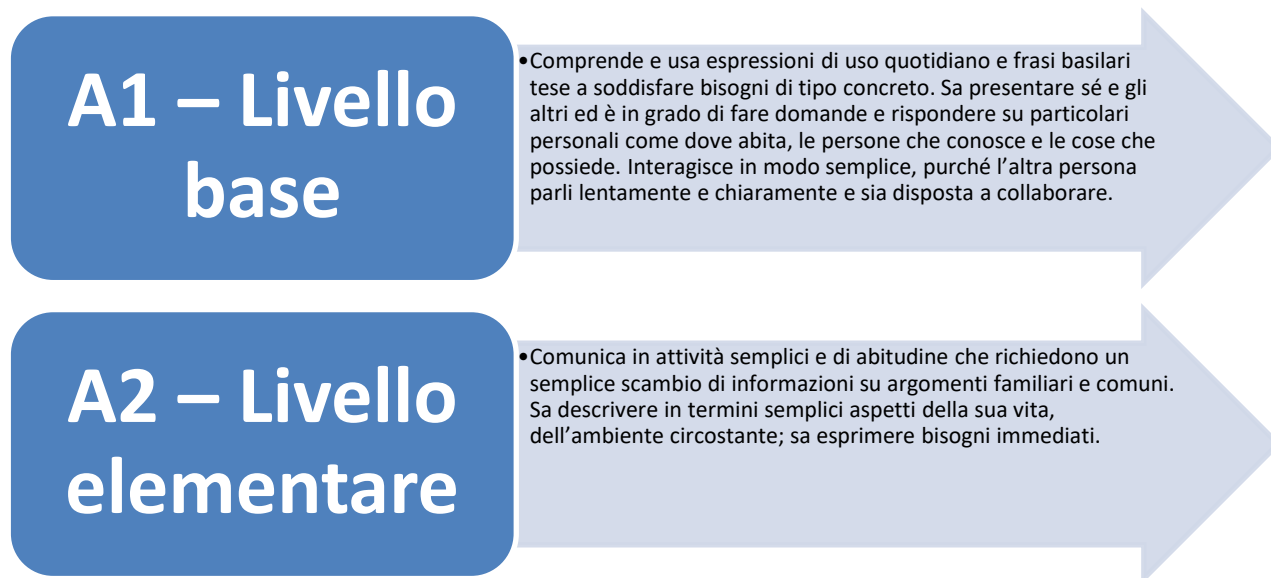 A1 – Livello
base
•Comprende e usa espressioni di uso quotidiano e frasi basilari
tese a soddisfare bisogni di tipo concreto. Sa presentare sé e gli
altri ed è in grado di fare domande e rispondere su particolari
personali come dove abita, le persone che conosce e le cose che
possiede. Interagisce in modo semplice, purché l’altra persona
parli lentamente e chiaramente e sia disposta a collaborare.
A2 – Livello
elementare
•Comunica in attività semplici e di abitudine che richiedono un
semplice scambio di informazioni su argomenti familiari e comuni.
Sa descrivere in termini semplici aspetti della sua vita,
dell’ambiente circostante; sa esprimere bisogni immediati.